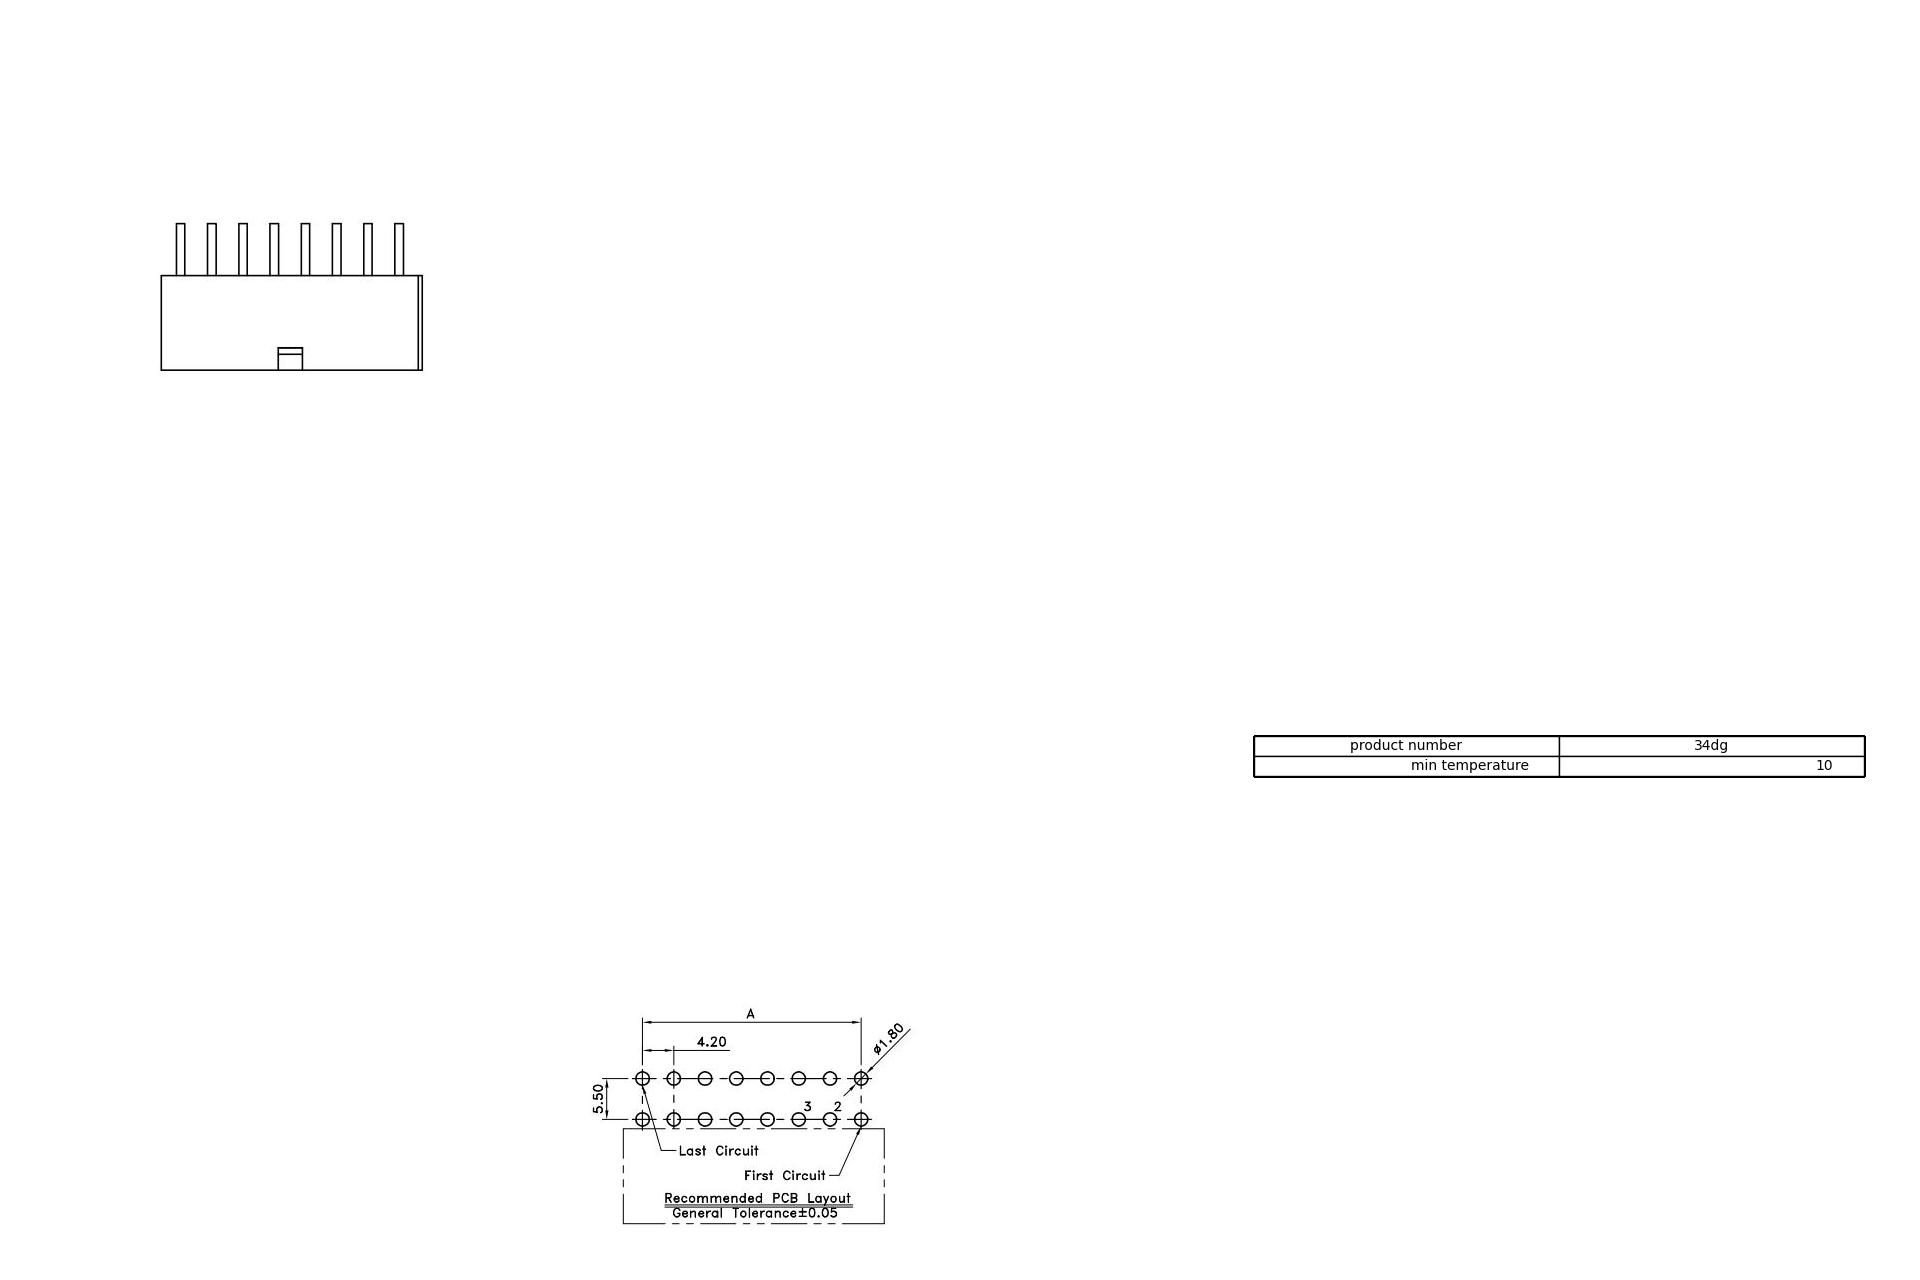 product number 34dg
min temperature 10
A
4.20
ø1.80
5.50
3 2
Last Circuit
First Circuit
Recommended PCB Layout
General Tolerance±0.05